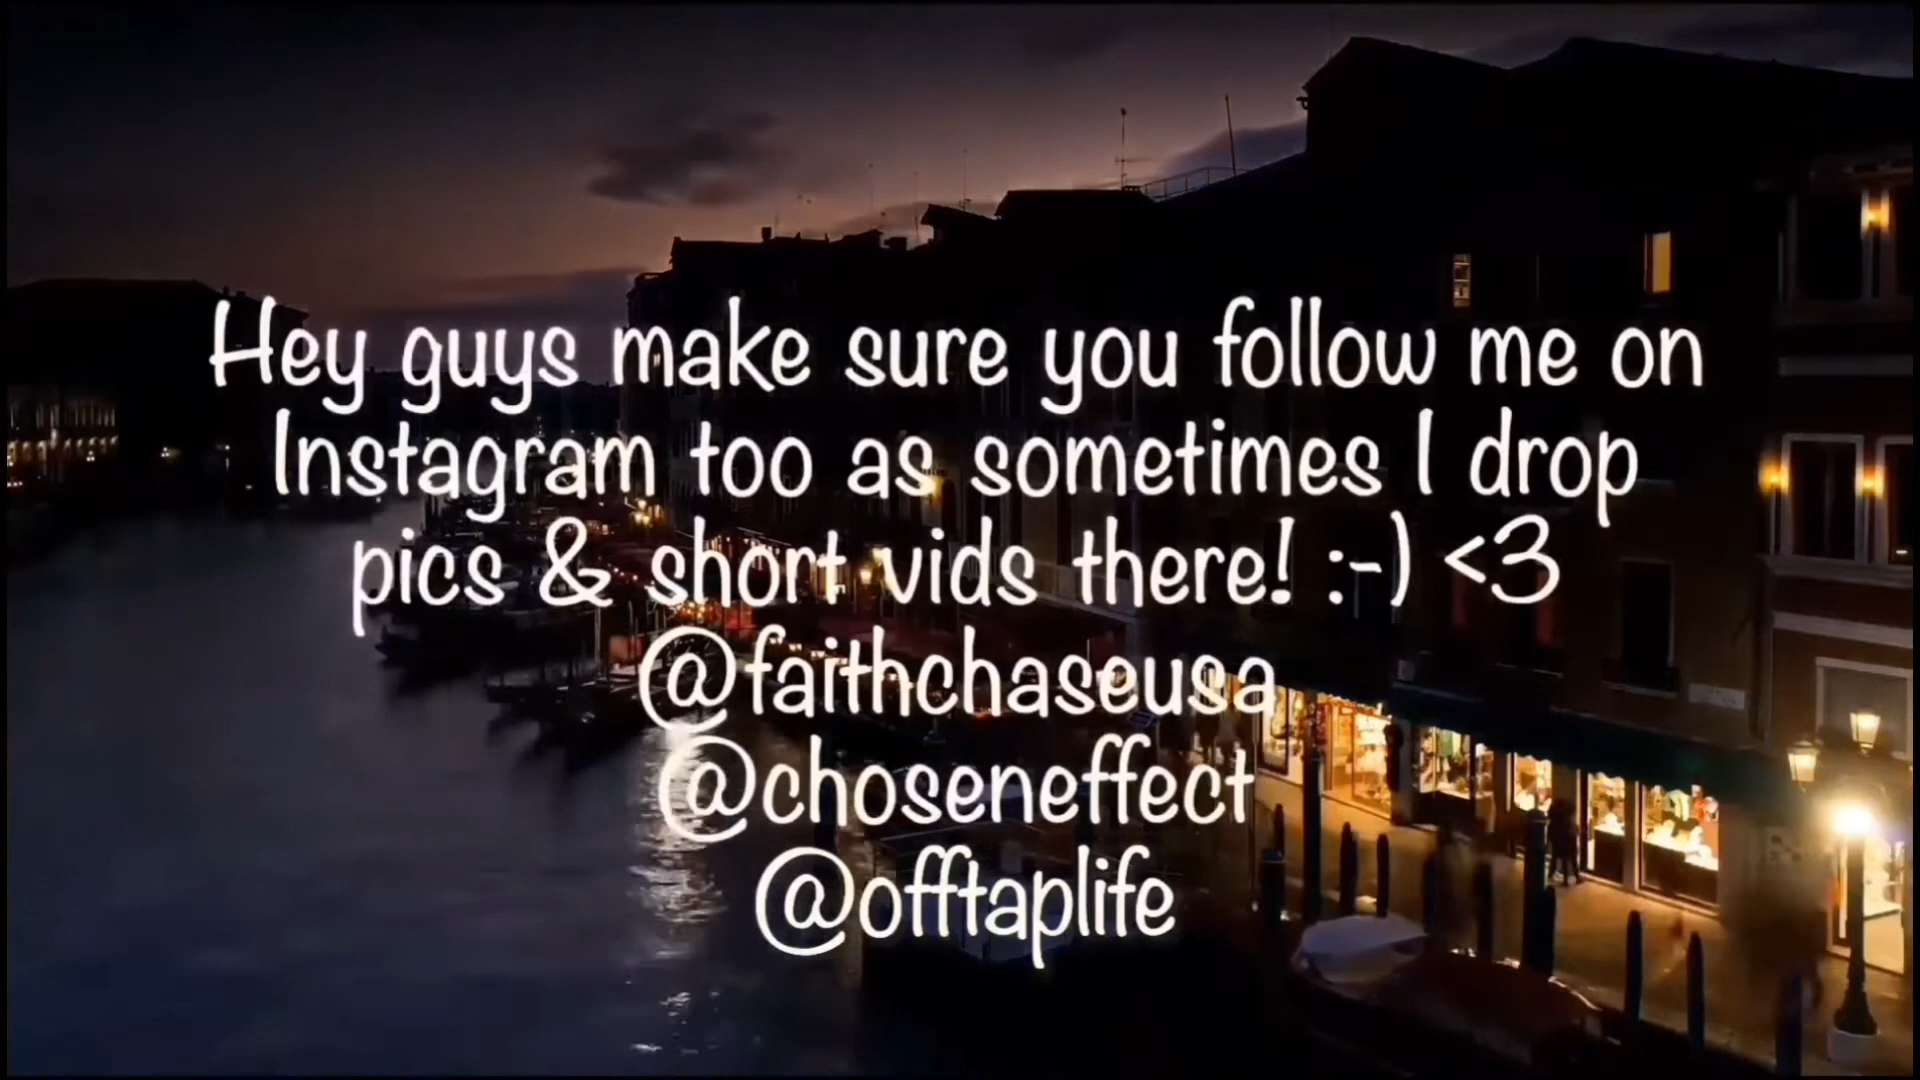 Hey guys make sure you follow me on
Instagram too as sometimes I drop
pics & short vids there! :-) <3
@faithchaseusa
@choseneffect
@offtaplife